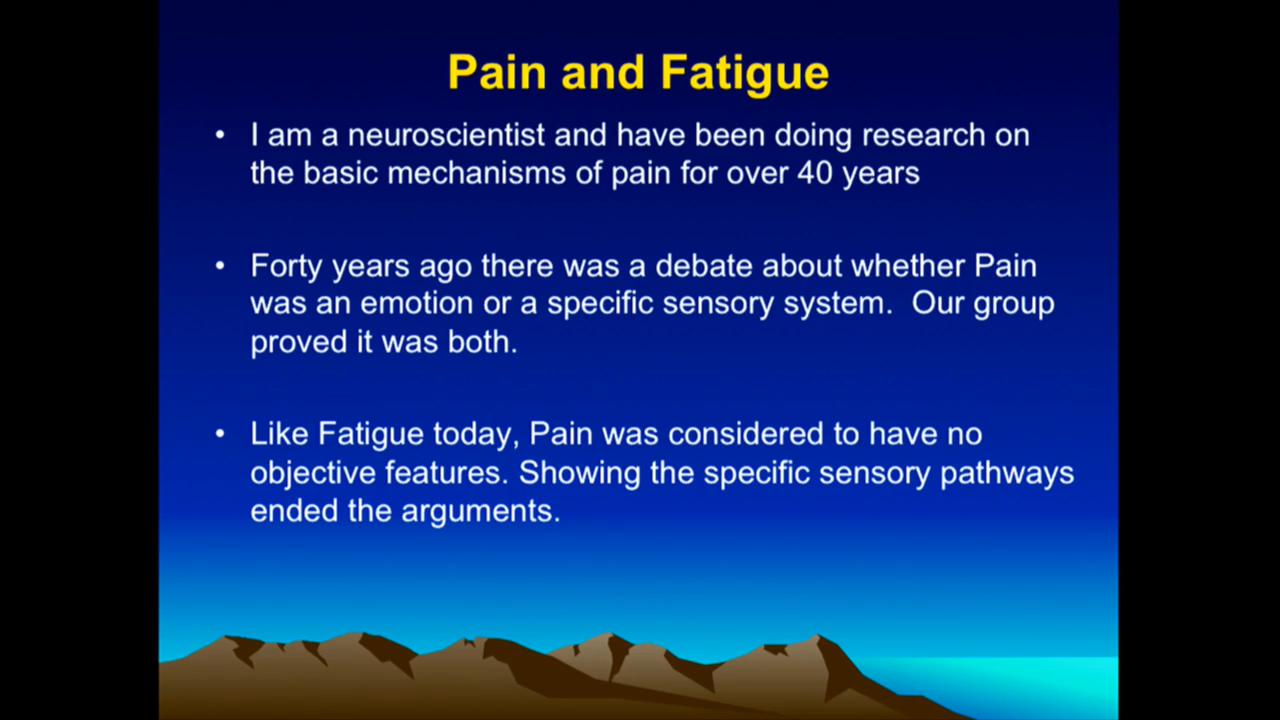 Pain and Fatigue
• I am a neuroscientist and have been doing research on
the basic mechanisms of pain for over 40 years
• Forty years ago there was a debate about whether Pain
was an emotion or a specific sensory system.  Our group
proved it was both.
• Like Fatigue today, Pain was considered to have no
objective features. Showing the specific sensory pathways
ended the arguments.